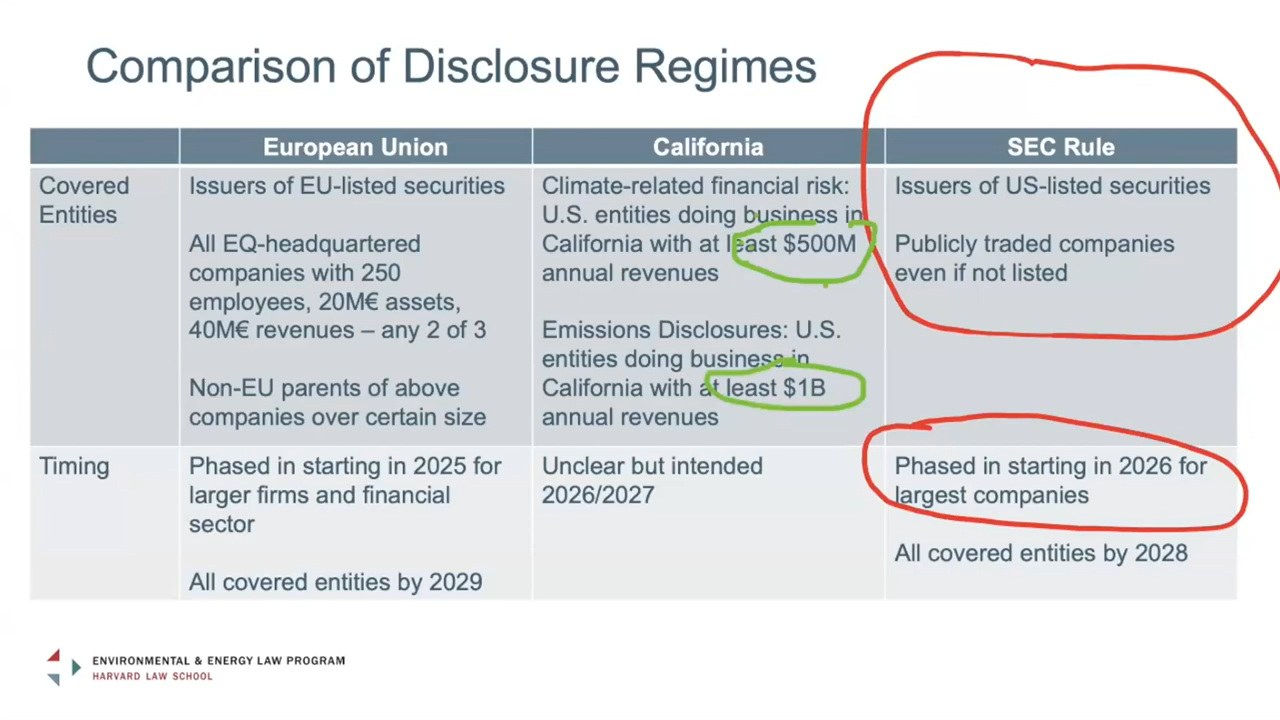 Comparison of Disclosure Regimes
European Union
California
SEC Rule
Covered
Entities
Issuers of EU-listed securities
All EQ-headquartered
companies with 250
employees, 20M€ assets,
40M€ revenues – any 2 of 3
Non-EU parents of above
companies over certain size
Climate-related financial risk:
U.S. entities doing business in
California with at least $500M
annual revenues
Emissions Disclosures: U.S.
entities doing business in
California with at least $1B
annual revenues
Issuers of US-listed securities
Publicly traded companies
even if not listed
Timing
Phased in starting in 2025 for
larger firms and financial
sector
All covered entities by 2029
Unclear but intended
2026/2027
Phased in starting in 2026 for
largest companies
All covered entities by 2028
ENVIRONMENTAL & ENERGY LAW PROGRAM
HARVARD LAW SCHOOL